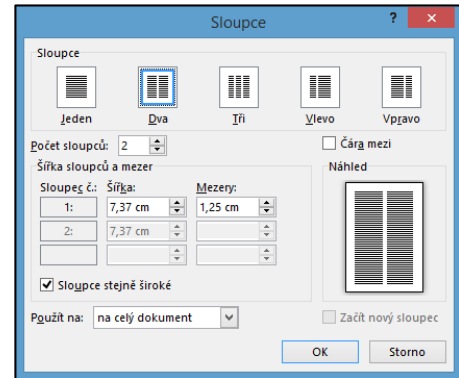 Sloupce ?
Sloupce
Jeden Dva Tři Vlevo Vpravo
Počet sloupců: 2 Čára mezi
Šířka sloupců a mezer Náhled
Sloupec č.: Šířka: Mezery:
1: 7,37 cm 1,25 cm
2: 7,37 cm
Sloupce stejně široké
Použít na: na celý dokument Začít nový sloupec
OK Storno